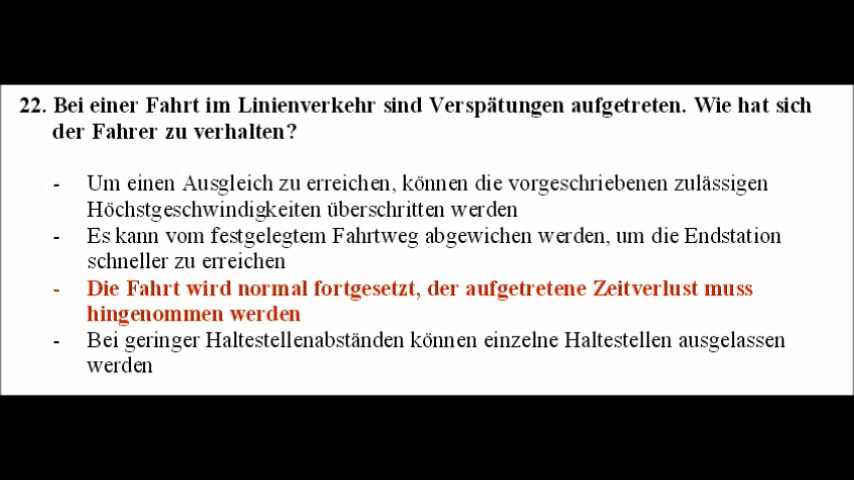 22. Bei einer Fahrt im Linienverkehr sind Verspätungen aufgetreten. Wie hat sich
der Fahrer zu verhalten?
- Um einen Ausgleich zu erreichen, können die vorgeschriebenen zulässigen
Höchstgeschwindigkeiten überschritten werden
- Es kann vom festgelegtem Fahrtweg abgewichen werden, um die Endstation
schneller zu erreichen
- Die Fahrt wird normal fortgesetzt, der aufgetretene Zeitverlust muss
hingenommen werden
- Bei geringer Haltestellenabständen können einzelne Haltestellen ausgelassen
werden